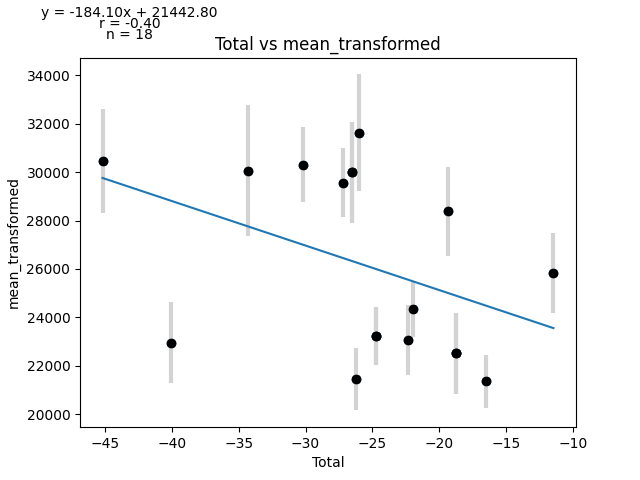 y = -184.10x + 21442.80
r = -0.40
n = 18
Total vs mean_transformed
34000
32000
30000
28000
26000
24000
22000
20000
mean_transformed
−45
−40
−35
−30
−25
−20
−15
−10
Total